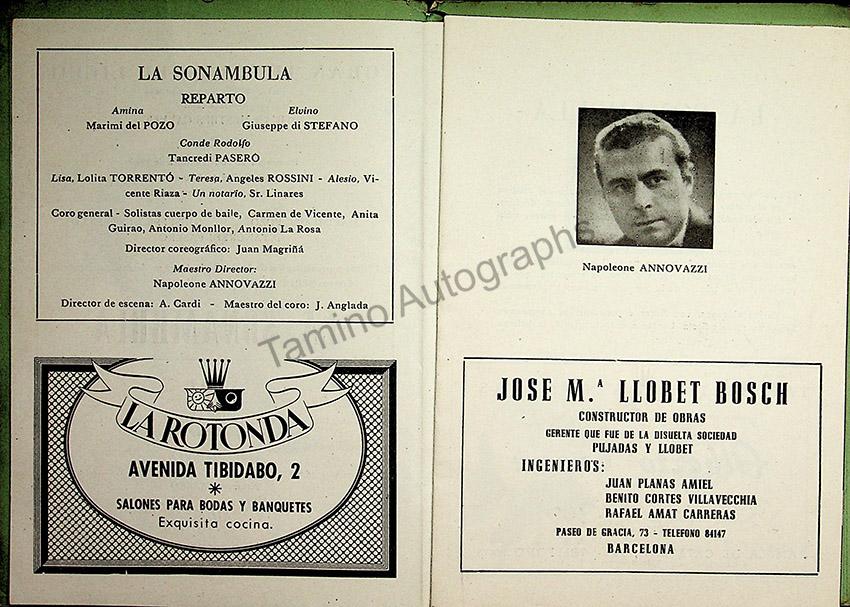 LA SONAMBULA
REPARTO
Amina Elvino
Marimi del POZO Giuseppe di STEFANO
Conde Rodolfo
Tancredi PASERO
Lisa, Lolita TORRENTÓ - Teresa, Angeles ROSSINI - Alesio, Vi-
cente Riaza - Un notario, Sr. Linares
Coro general - Solistas cuerpo de baile, Carmen de Vicente, Anita
Guirao, Antonio Monllor, Antonio La Rosa
Director coreográfico: Juan Magriñá
Maestro Director:
Napoleone ANNOVAZZI
Director de escena: A. Cardi - Maestro del coro: J. Anglada
LA ROTONDA
AVENIDA TIBIDABO, 2
*
SALONES PARA BODAS Y BANQUETES
Exquisita cocina.
Napoleone ANNOVAZZI
JOSE M.ª LLOBET BOSCH
CONSTRUCTOR DE OBRAS
GERENTE QUE FUE DE LA DISUELTA SOCIEDAD
PUJADAS Y LLOBET
INGENIEROS:
JUAN PLANAS AMIEL
BENITO CORTES VILLAVECCHIA
RAFAEL AMAT CARRERAS
PASEO DE GRACIA, 73 - TELEFONO 84147
BARCELONA
Tamino Autographs